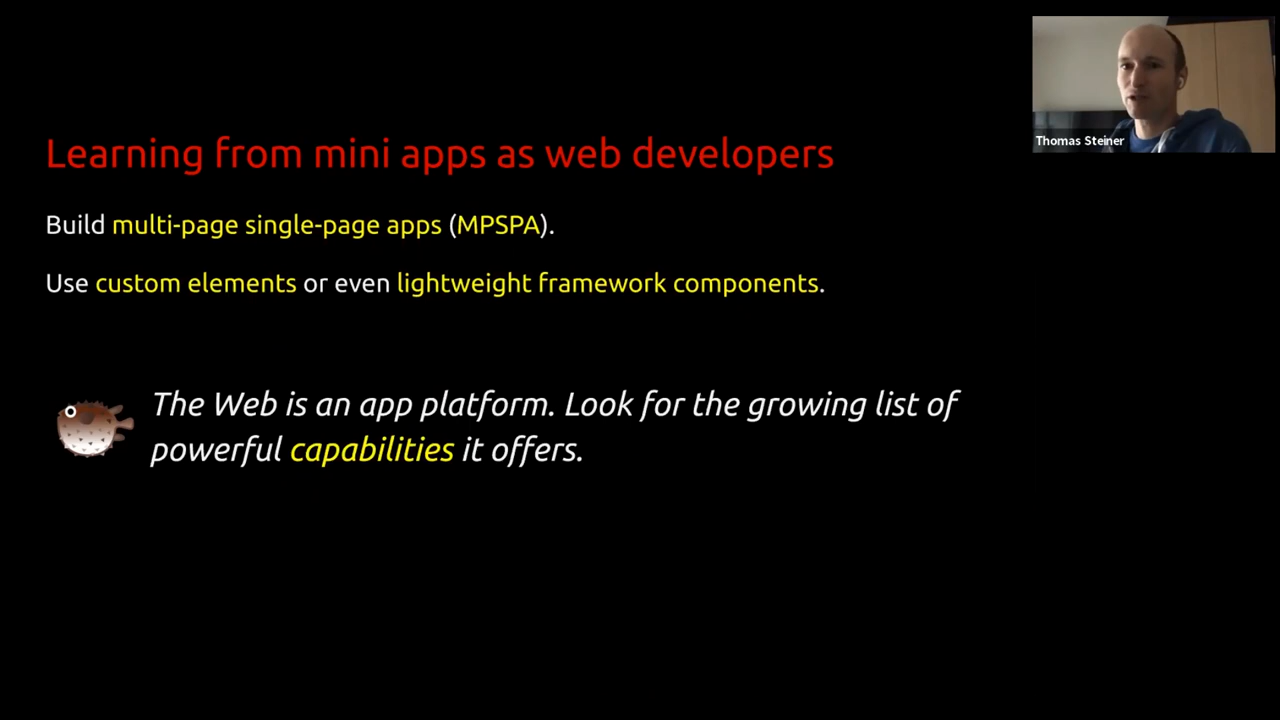 Thomas Steiner
Learning from mini apps as web developers
Build multi-page single-page apps (MPSPA).
Use custom elements or even lightweight framework components.
The Web is an app platform. Look for the growing list of
powerful capabilities it offers.